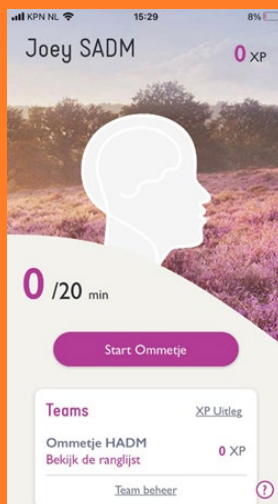 KPN NL 15:29 8%
Joey SADM 0 XP
0 /20 min
Start Ommetje
Teams XP Uitleg
Ommetje HADM 0 XP
Bekijk de ranglijst
Team beheer ?